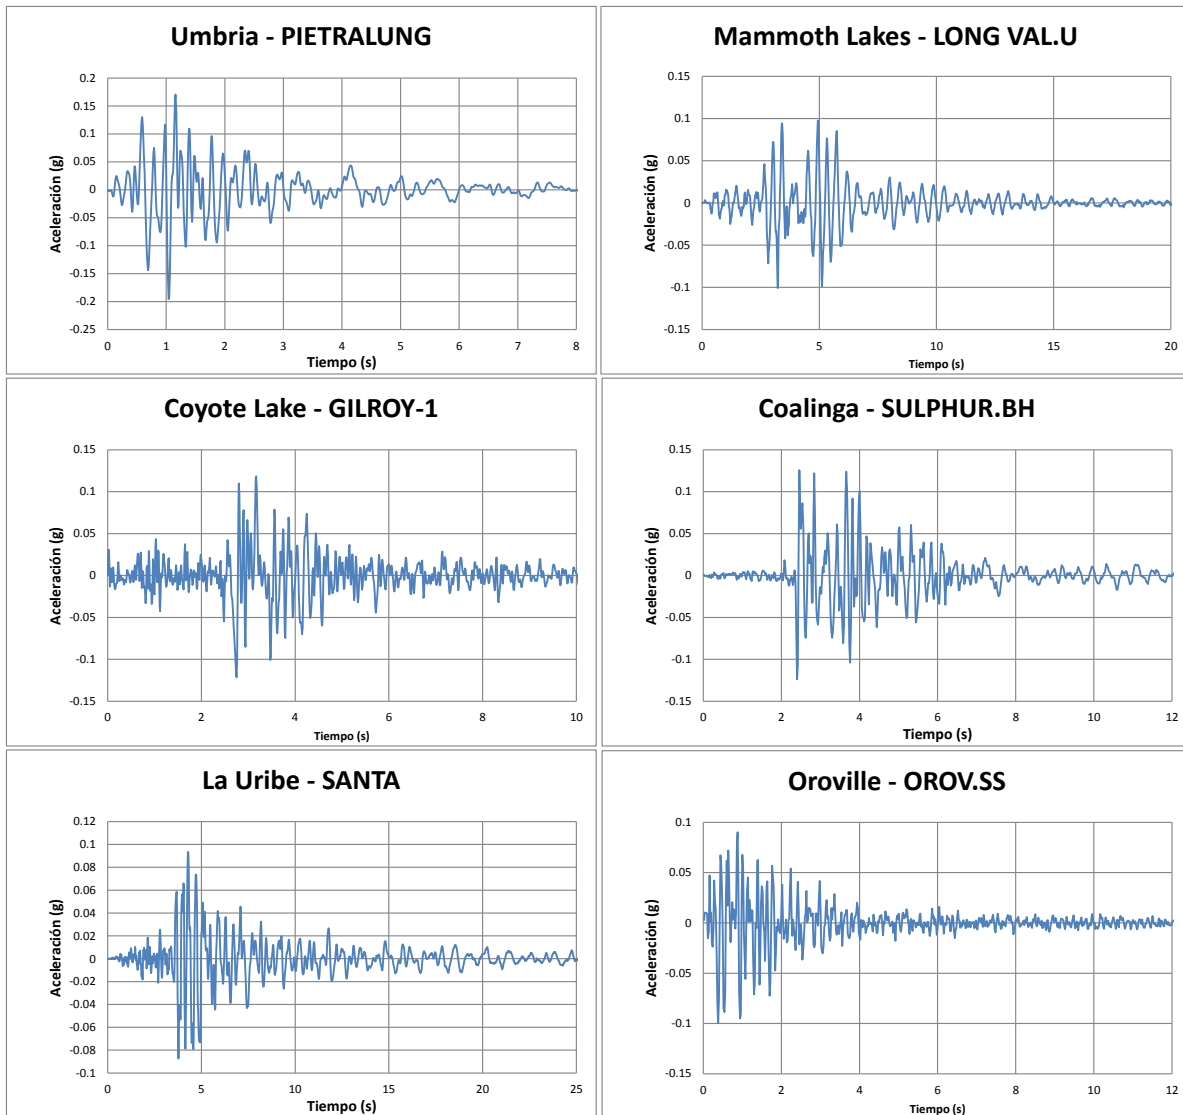 Umbria - PIETRALUNG
Aceleración (g)
0.2
0.15
0.1
0.05
0
-0.05
-0.1
-0.15
-0.2
-0.25
0 1 2 3 4 5 6 7 8
Tiempo (s)
Mammoth Lakes - LONG VAL.U
Aceleración (g)
0.15
0.1
0.05
0
-0.05
-0.1
-0.15
0 5 10 15 20
Tiempo (s)
Coyote Lake - GILROY-1
Aceleración (g)
0.15
0.1
0.05
0
-0.05
-0.1
-0.15
0 2 4 6 8 10
Tiempo (s)
Coalinga - SULPHUR.BH
Aceleración (g)
0.15
0.1
0.05
0
-0.05
-0.1
-0.15
0 2 4 6 8 10 12
Tiempo (s)
La Uribe - SANTA
Aceleración (g)
0.12
0.1
0.08
0.06
0.04
0.02
0
-0.02
-0.04
-0.06
-0.08
-0.1
0 5 10 15 20 25
Tiempo (s)
Oroville - OROV.SS
Aceleración (g)
0.1
0.05
0
-0.05
-0.1
-0.15
0 2 4 6 8 10 12
Tiempo (s)